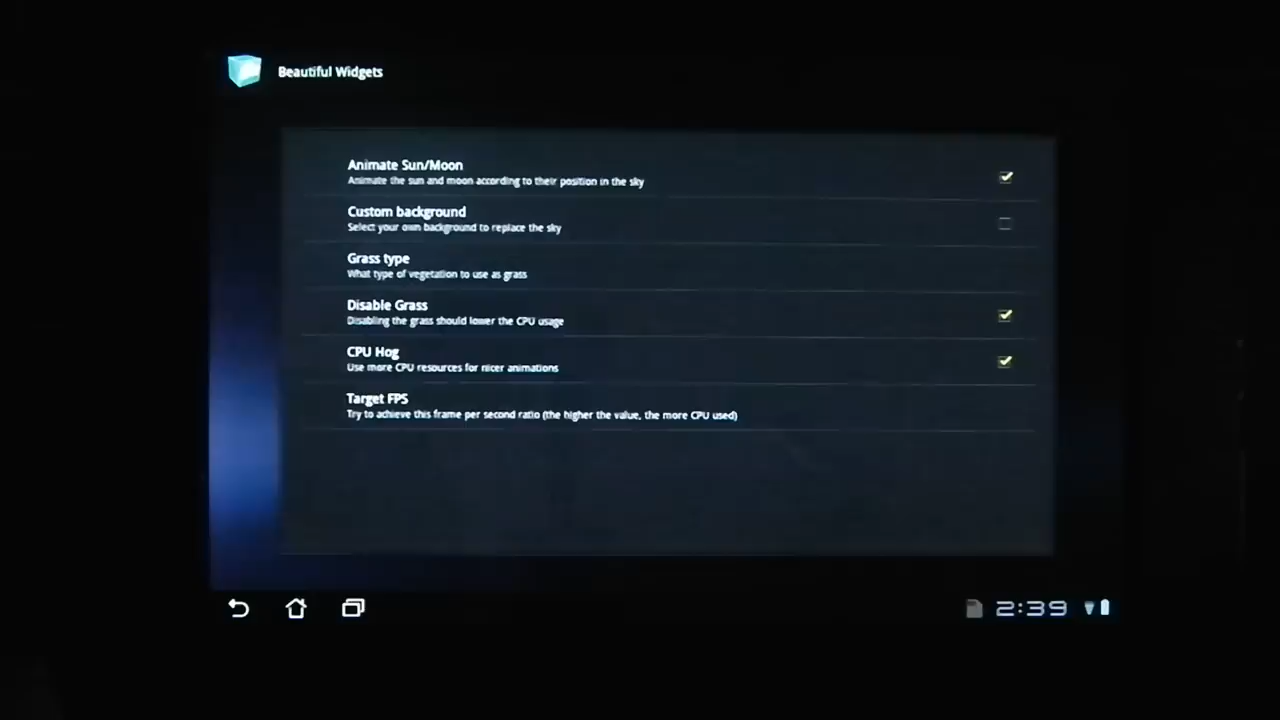 Beautiful Widgets
Animate Sun/Moon
Animate the sun and moon according to their position in the sky
Custom background
Select your own background to replace the sky
Grass type
What type of vegetation to use as grass
Disable Grass
Disabling the grass should lower the CPU usage
CPU Hog
Use more CPU resources for nicer animations
Target FPS
Try to achieve this frame per second ratio (the higher the value, the more CPU used)
2:39